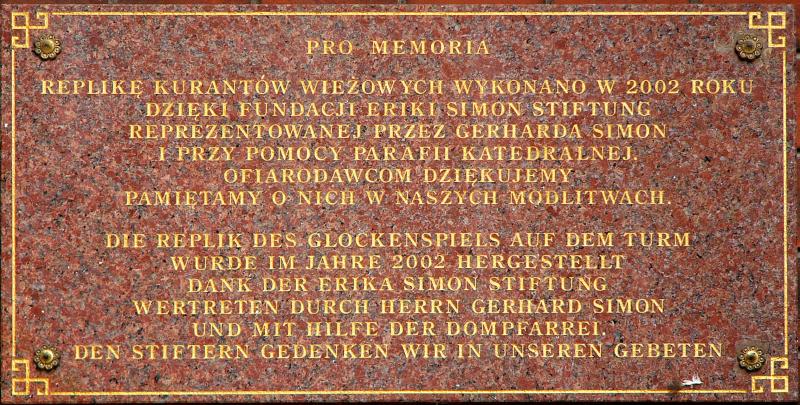 PRO MEMORIA
REPLIKĘ KURANTÓW WIEŻOWYCH WYKONANO W 2002 ROKU
DZIĘKI FUNDACJI ERIKI SIMON STIFTUNG
REPREZENTOWANEJ PRZEZ GERHARDA SIMON
I PRZY POMOCY PARAFII KATEDRALNEJ.
OFIARODAWCOM DZIĘKUJEMY
PAMIĘTAMY O NICH W NASZYCH MODLITWACH.
DIE REPLIK DES GLOCKENSPIELS AUF DEM TURM
WURDE IM JAHRE 2002 HERGESTELLT
DANK DER ERIKA SIMON STIFTUNG
WERTRETEN DURCH HERRN GERHARD SIMON
UND MIT HILFE DER DOMPFARREI.
DEN STIFTERN GEDENKEN WIR IN UNSEREN GEBETEN